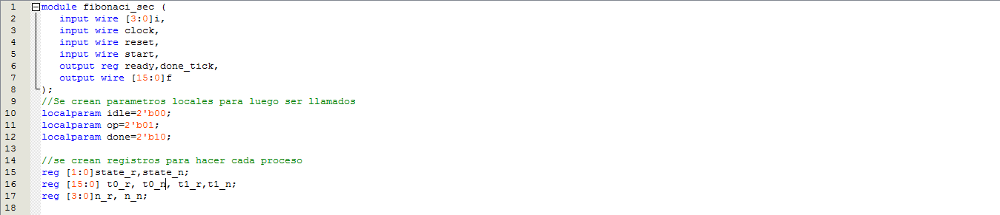 1 module fibonaci_sec (
2 input wire [3:0]i,
3 input wire clock,
4 input wire reset,
5 input wire start,
6 output reg ready,done_tick,
7 output wire [15:0]f
8 );
9 //Se crean parametros locales para luego ser llamados
10 localparam idle=2'b00;
11 localparam op=2'b01;
12 localparam done=2'b10;
13
14 //se crean registros para hacer cada proceso
15 reg [1:0]state_r,state_n;
16 reg [15:0] t0_r, t0_n, t1_r,t1_n;
17 reg [3:0]n_r, n_n;
18